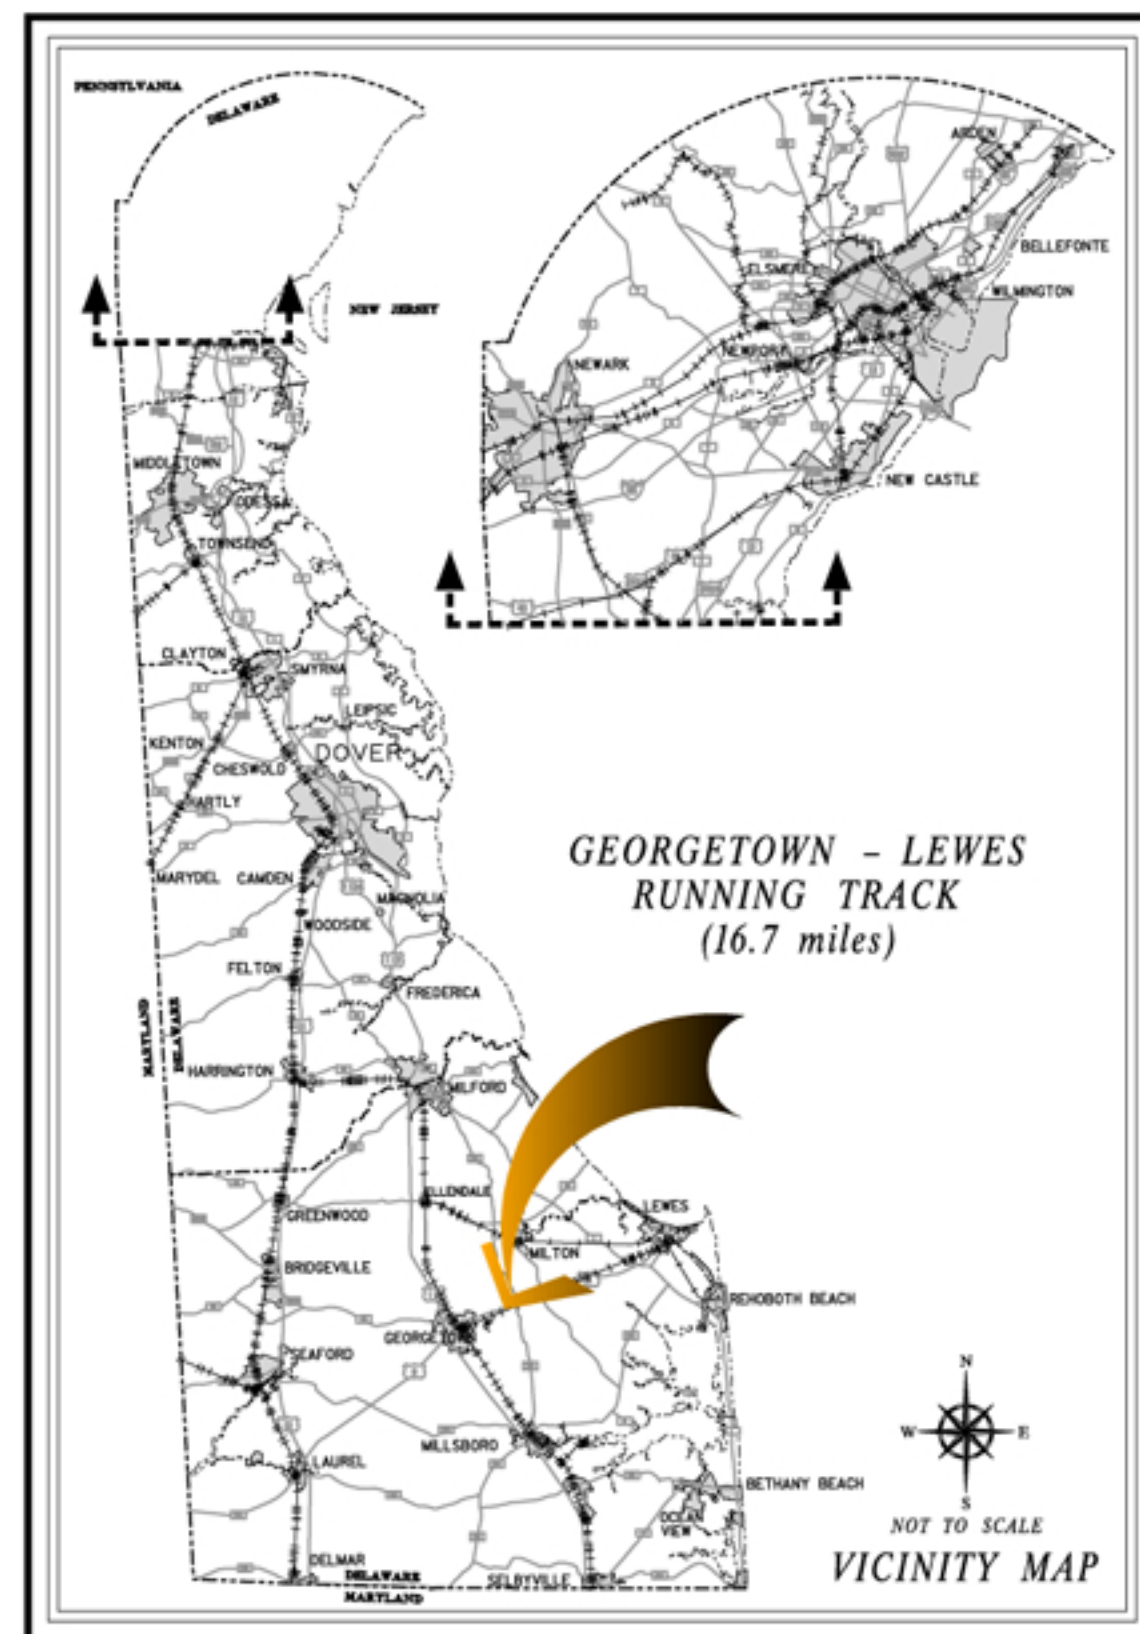 PENNSYLVANIA
DELAWARE
NEW JERSEY
ARDEN
BELLEFONTE
ELSMERE
WILMINGTON
NEWPORT
NEWARK
NEW CASTLE
MIDDLETOWN
ODESSA
TOWNSEND
CLAYTON
SMYRNA
LEIPSIC
KENTON
DOVER
CHESWOLD
HARTLY
MARYDEL
CAMDEN
MAGNOLIA
WOODSIDE
FELTON
FREDERICA
MARYLAND
DELAWARE
HARRINGTON
MILFORD
GEORGETOWN – LEWES
RUNNING TRACK
(16.7 miles)
ELLENDALE
LEWES
GREENWOOD
MILTON
BRIDGEVILLE
REHOBOTH BEACH
GEORGETOWN
SEAFORD
MILLSBORO
LAUREL
BETHANY BEACH
OCEAN
VIEW
DELMAR
SELBYVILLE
DELAWARE
MARYLAND
N
W
E
S
NOT TO SCALE
VICINITY MAP